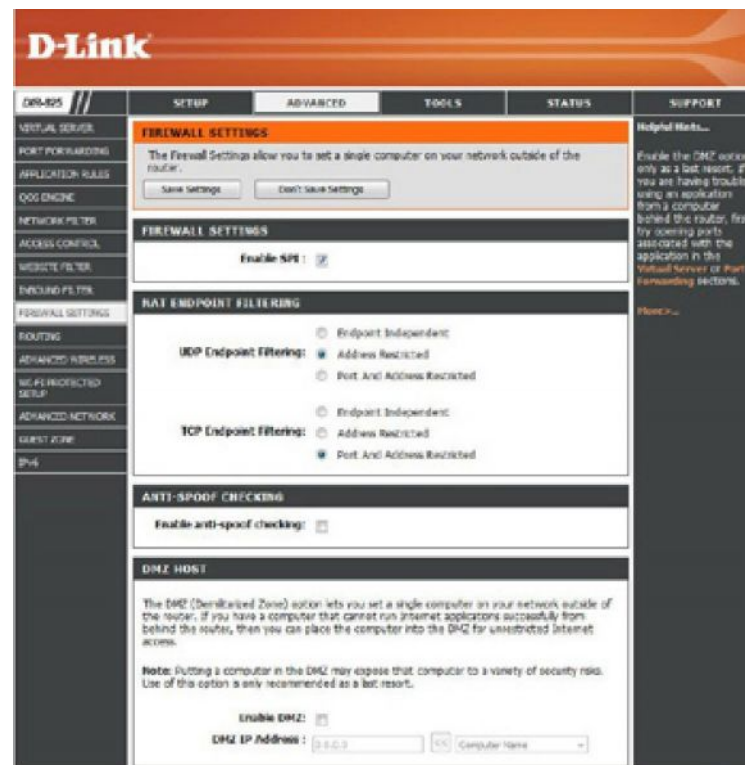 D-Link
DIR-825
SETUP
ADVANCED
TOOLS
STATUS
SUPPORT
VIRTUAL SERVER
PORT FORWARDING
APPLICATION RULES
QOS ENGINE
NETWORK FILTER
ACCESS CONTROL
WEBSITE FILTER
INBOUND FILTER
FIREWALL SETTINGS
ROUTING
ADVANCED WIRELESS
WI-FI PROTECTED
SETUP
ADVANCED NETWORK
GUEST ZONE
IPv6
FIREWALL SETTINGS
The Firewall Settings allow you to set a single computer on your network outside of the
router.
Save Settings
Don't Save Settings
FIREWALL SETTINGS
Enable SPI :
NAT ENDPOINT FILTERING
UDP Endpoint Filtering:
Endpoint Independent
Address Restricted
Port And Address Restricted
TCP Endpoint Filtering:
Endpoint Independent
Address Restricted
Port And Address Restricted
ANTI-SPOOF CHECKING
Enable anti-spoof checking:
DMZ HOST
The DMZ (Demilitarized Zone) option lets you set a single computer on your network outside of
the router. If you have a computer that cannot run Internet applications successfully from
behind the router, then you can place the computer into the DMZ for unrestricted Internet
access.
Note: Putting a computer in the DMZ may expose that computer to a variety of security risks.
Use of this option is only recommended as a last resort.
Enable DMZ:
DMZ IP Address :
0.0.0.0
<<
Computer Name
Helpful Hints...
Enable the DMZ option
only as a last resort. If
you are having trouble
using an application
from a computer
behind the router, first
try opening ports
associated with the
application in the
Virtual Server or Port
Forwarding sections.
More...